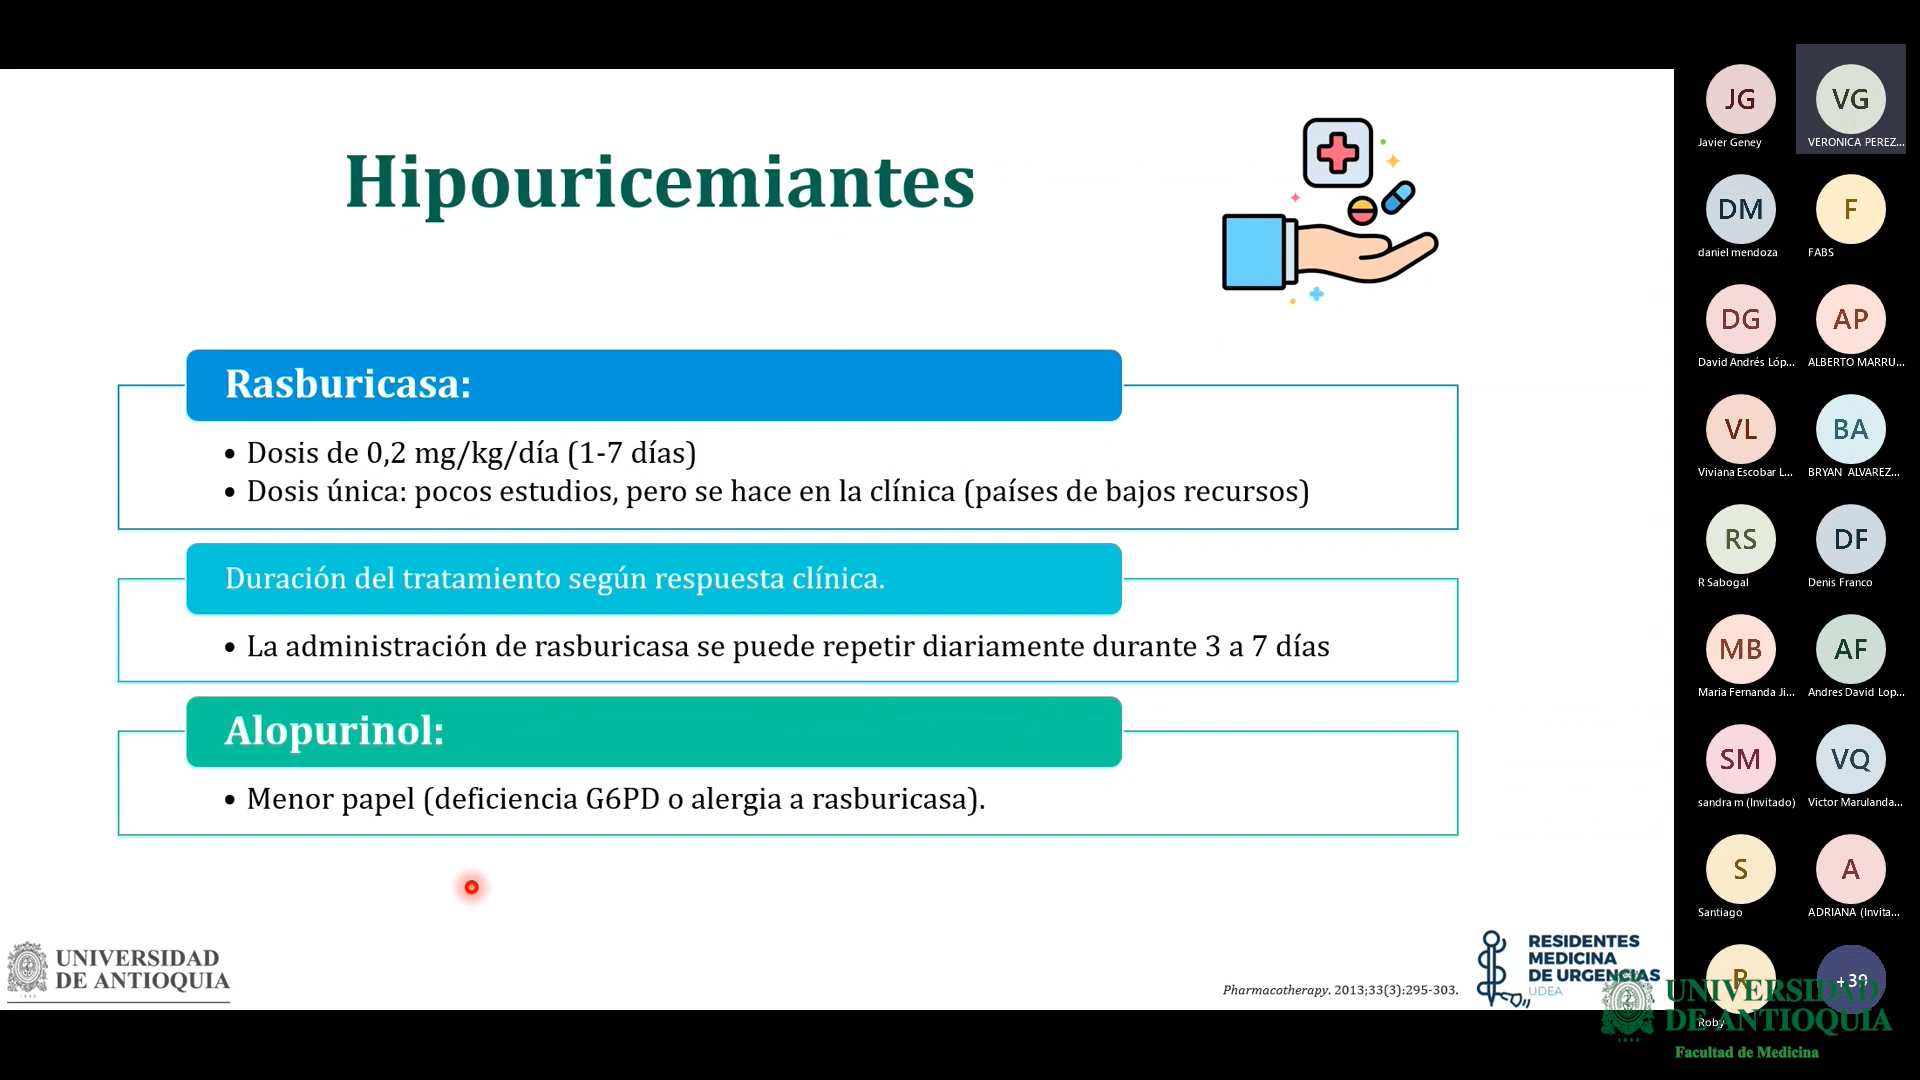 Hipouricemiantes
Rasburicasa:
• Dosis de 0,2 mg/kg/día (1-7 días)
• Dosis única: pocos estudios, pero se hace en la clínica (países de bajos recursos)
Duración del tratamiento según respuesta clínica.
• La administración de rasburicasa se puede repetir diariamente durante 3 a 7 días
Alopurinol:
• Menor papel (deficiencia G6PD o alergia a rasburicasa).
UNIVERSIDAD
DE ANTIOQUIA
Pharmacotherapy. 2013;33(3):295-303.
RESIDENTES
MEDICINA
DE URGENCIAS
UDEA
JG
Javier Geney
VG
VERONICA PEREZ...
DM
daniel mendoza
F
FABS
DG
David Andrés Lóp...
AP
ALBERTO MARRU...
VL
Viviana Escobar L...
BA
BRYAN ALVAREZ...
RS
R Sabogal
DF
Denis Franco
MB
Maria Fernanda Ji...
AF
Andres David Lop...
SM
sandra m (Invitado)
VQ
Victor Marulanda...
S
Santiago
A
ADRIANA (Invita...
R
Roby
+39
UNIVERSIDAD
DE ANTIOQUIA
Facultad de Medicina